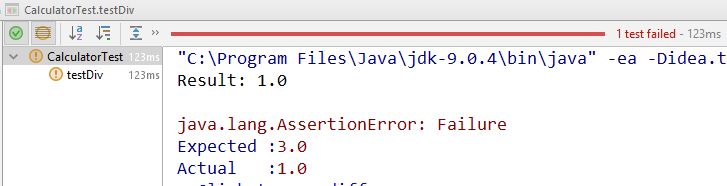 CalculatorTest.testDiv
1 test failed - 123ms
CalculatorTest 123ms
testDiv 123ms
"C:\Program Files\Java\jdk-9.0.4\bin\java" -ea -Didea.t
Result: 1.0
java.lang.AssertionError: Failure
Expected :3.0
Actual :1.0